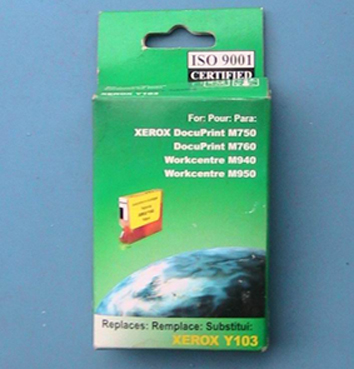 ISO 9001
CERTIFIED
For: Pour: Para:
XEROX DocuPrint M750
DocuPrint M760
Workcentre M940
Workcentre M950
Replaces: Remplace: Substitui:
XEROX Y103